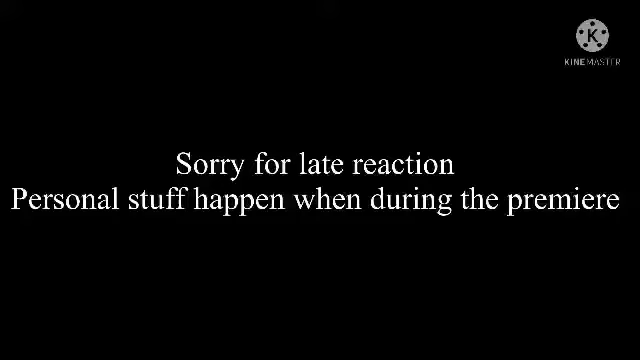 K
KINEMASTER
Sorry for late reaction
Personal stuff happen when during the premiere